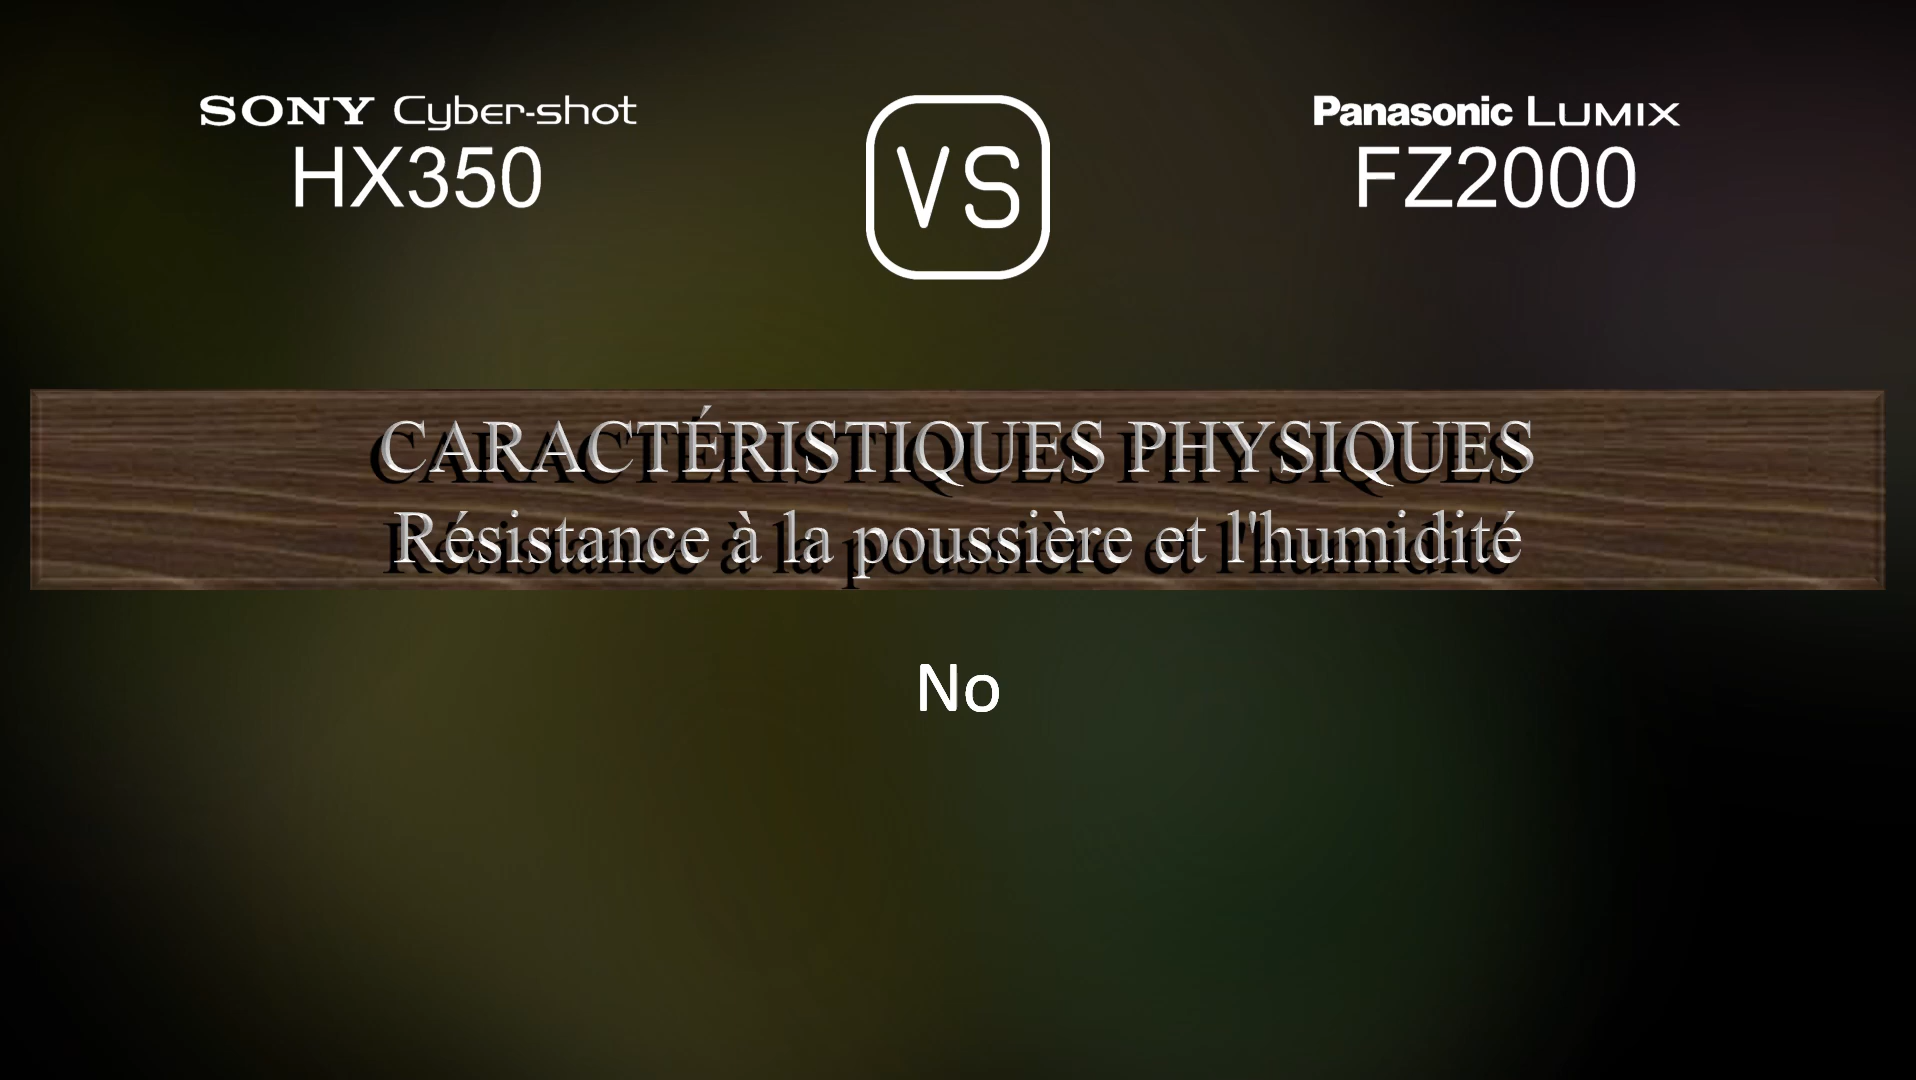 SONY Cyber-shot
HX350
VS
Panasonic LUMIX
FZ2000
CARACTÉRISTIQUES PHYSIQUES
Résistance à la poussière et l'humidité
No